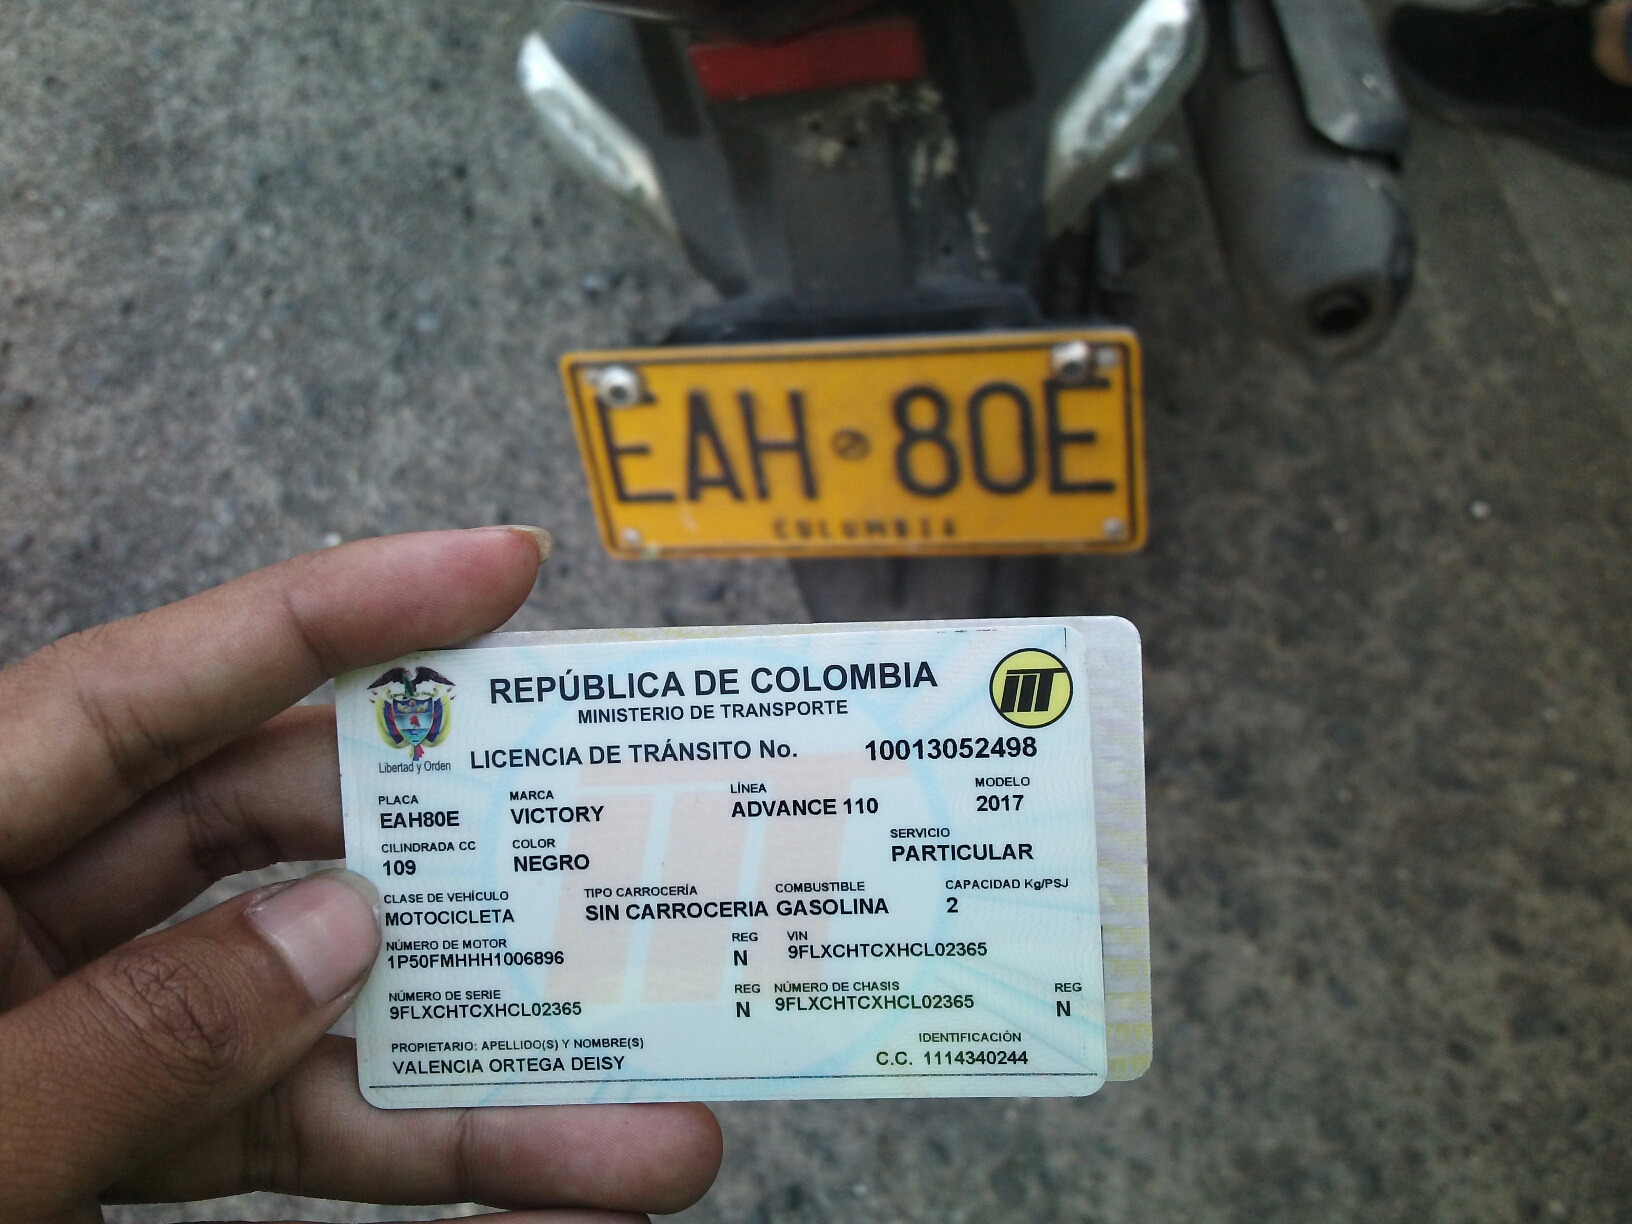 EAH 80E
COLOMBIA
REPÚBLICA DE COLOMBIA
MINISTERIO DE TRANSPORTE
Libertad y Orden
LICENCIA DE TRÁNSITO No. 10013052498
PLACA MARCA LÍNEA MODELO
EAH80E VICTORY ADVANCE 110 2017
CILINDRADA CC COLOR SERVICIO
109 NEGRO PARTICULAR
CLASE DE VEHÍCULO TIPO CARROCERÍA COMBUSTIBLE CAPACIDAD Kg/PSJ
MOTOCICLETA SIN CARROCERIA GASOLINA 2
NÚMERO DE MOTOR REG VIN
1P50FMHHH1006896 N 9FLXCHTCXHCL02365
NÚMERO DE SERIE REG NÚMERO DE CHASIS REG
9FLXCHTCXHCL02365 N 9FLXCHTCXHCL02365 N
PROPIETARIO: APELLIDO(S) Y NOMBRE(S) IDENTIFICACIÓN
VALENCIA ORTEGA DEISY C.C. 1114340244